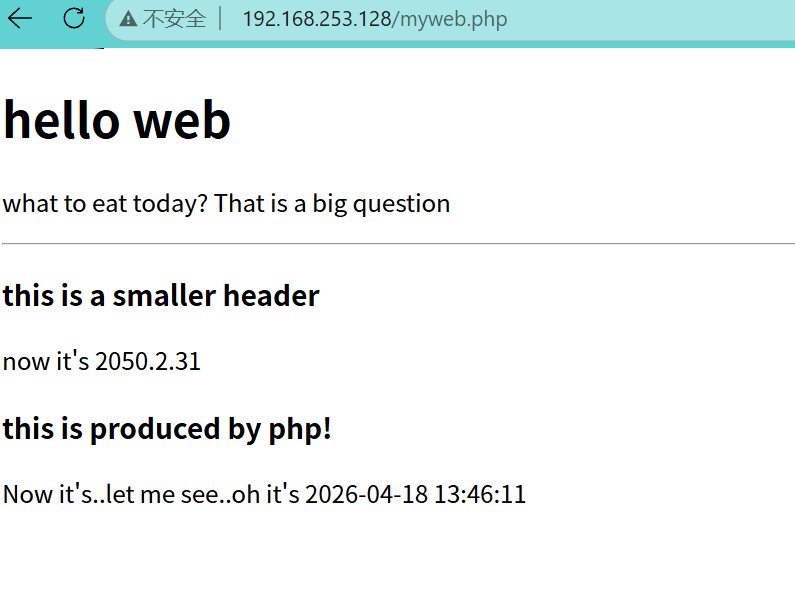 不安全 | 192.168.253.128/myweb.php
hello web
what to eat today? That is a big question
this is a smaller header
now it's 2050.2.31
this is produced by php!
Now it's..let me see..oh it's 2026-04-18 13:46:11